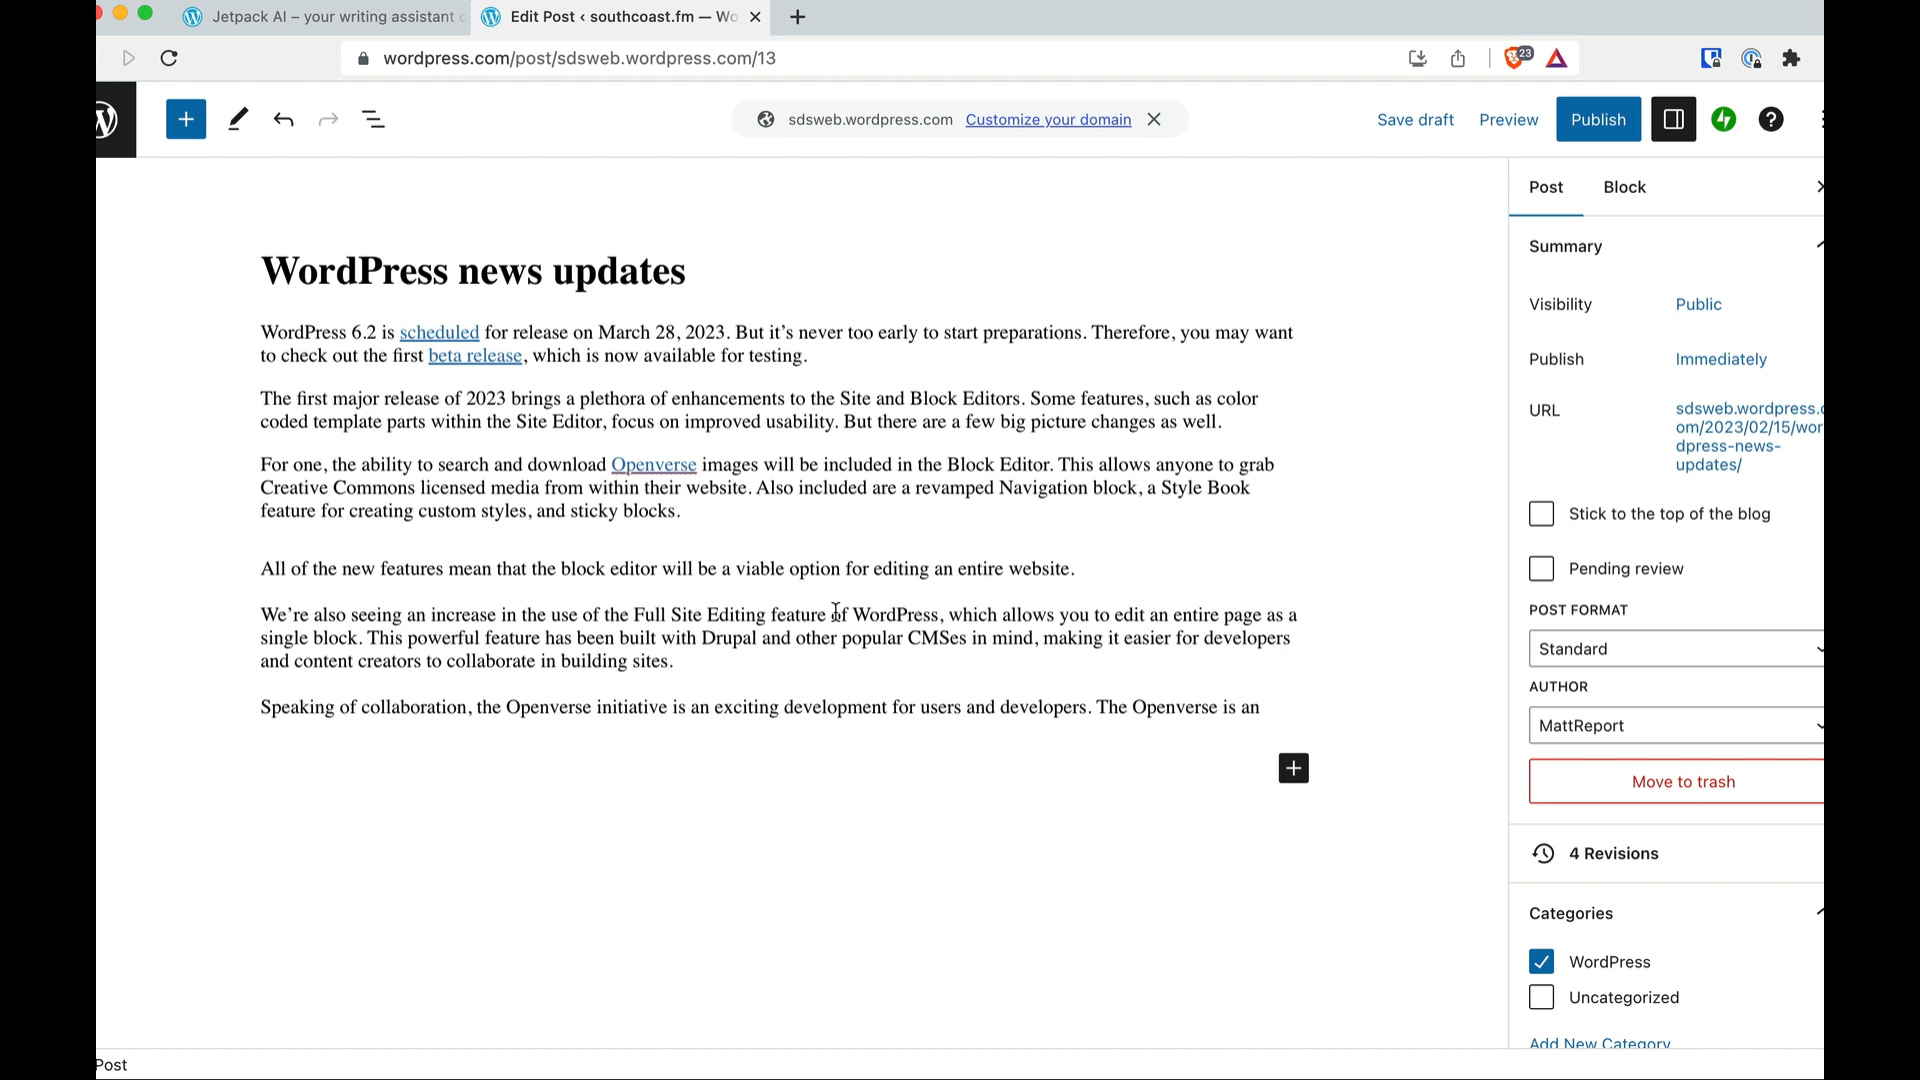 Jetpack AI – your writing assistant
Edit Post ‹ southcoast.fm — Wo
wordpress.com/post/sdsweb.wordpress.com/13
23
sdsweb.wordpress.com Customize your domain
Save draft Preview Publish
Post Block
WordPress news updates
WordPress 6.2 is scheduled for release on March 28, 2023. But it’s never too early to start preparations. Therefore, you may want
to check out the first beta release, which is now available for testing.
The first major release of 2023 brings a plethora of enhancements to the Site and Block Editors. Some features, such as color
coded template parts within the Site Editor, focus on improved usability. But there are a few big picture changes as well.
For one, the ability to search and download Openverse images will be included in the Block Editor. This allows anyone to grab
Creative Commons licensed media from within their website. Also included are a revamped Navigation block, a Style Book
feature for creating custom styles, and sticky blocks.
All of the new features mean that the block editor will be a viable option for editing an entire website.
We’re also seeing an increase in the use of the Full Site Editing feature of WordPress, which allows you to edit an entire page as a
single block. This powerful feature has been built with Drupal and other popular CMSes in mind, making it easier for developers
and content creators to collaborate in building sites.
Speaking of collaboration, the Openverse initiative is an exciting development for users and developers. The Openverse is an
Summary
Visibility Public
Publish Immediately
URL sdsweb.wordpress.c
om/2023/02/15/wor
dpress-news-
updates/
Stick to the top of the blog
Pending review
POST FORMAT
Standard
AUTHOR
MattReport
Move to trash
4 Revisions
Categories
WordPress
Uncategorized
Add New Category
Post